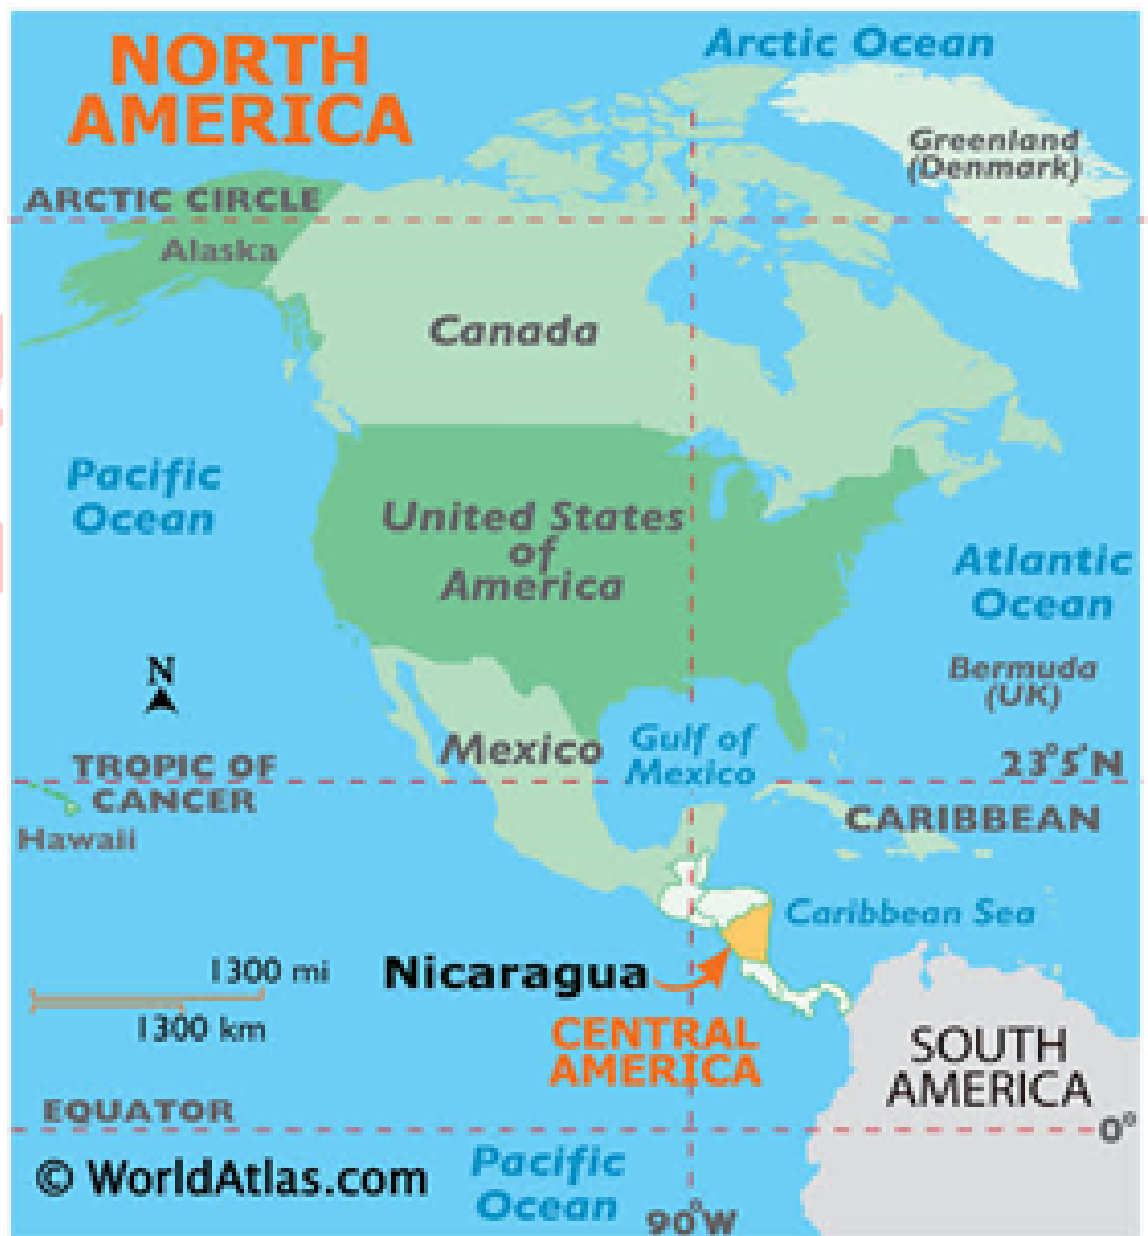 NORTH
AMERICA
Arctic Ocean
Greenland
(Denmark)
ARCTIC CIRCLE
Alaska
Canada
Pacific
Ocean
United States
of
America
Atlantic
Ocean
Bermuda
(UK)
N
Mexico
Gulf of
Mexico
23°5'N
TROPIC OF
CANCER
Hawaii
CARIBBEAN
Caribbean Sea
Nicaragua
1300 mi
1300 km
CENTRAL
AMERICA
SOUTH
AMERICA
EQUATOR
0°
© WorldAtlas.com
Pacific
Ocean
90°W